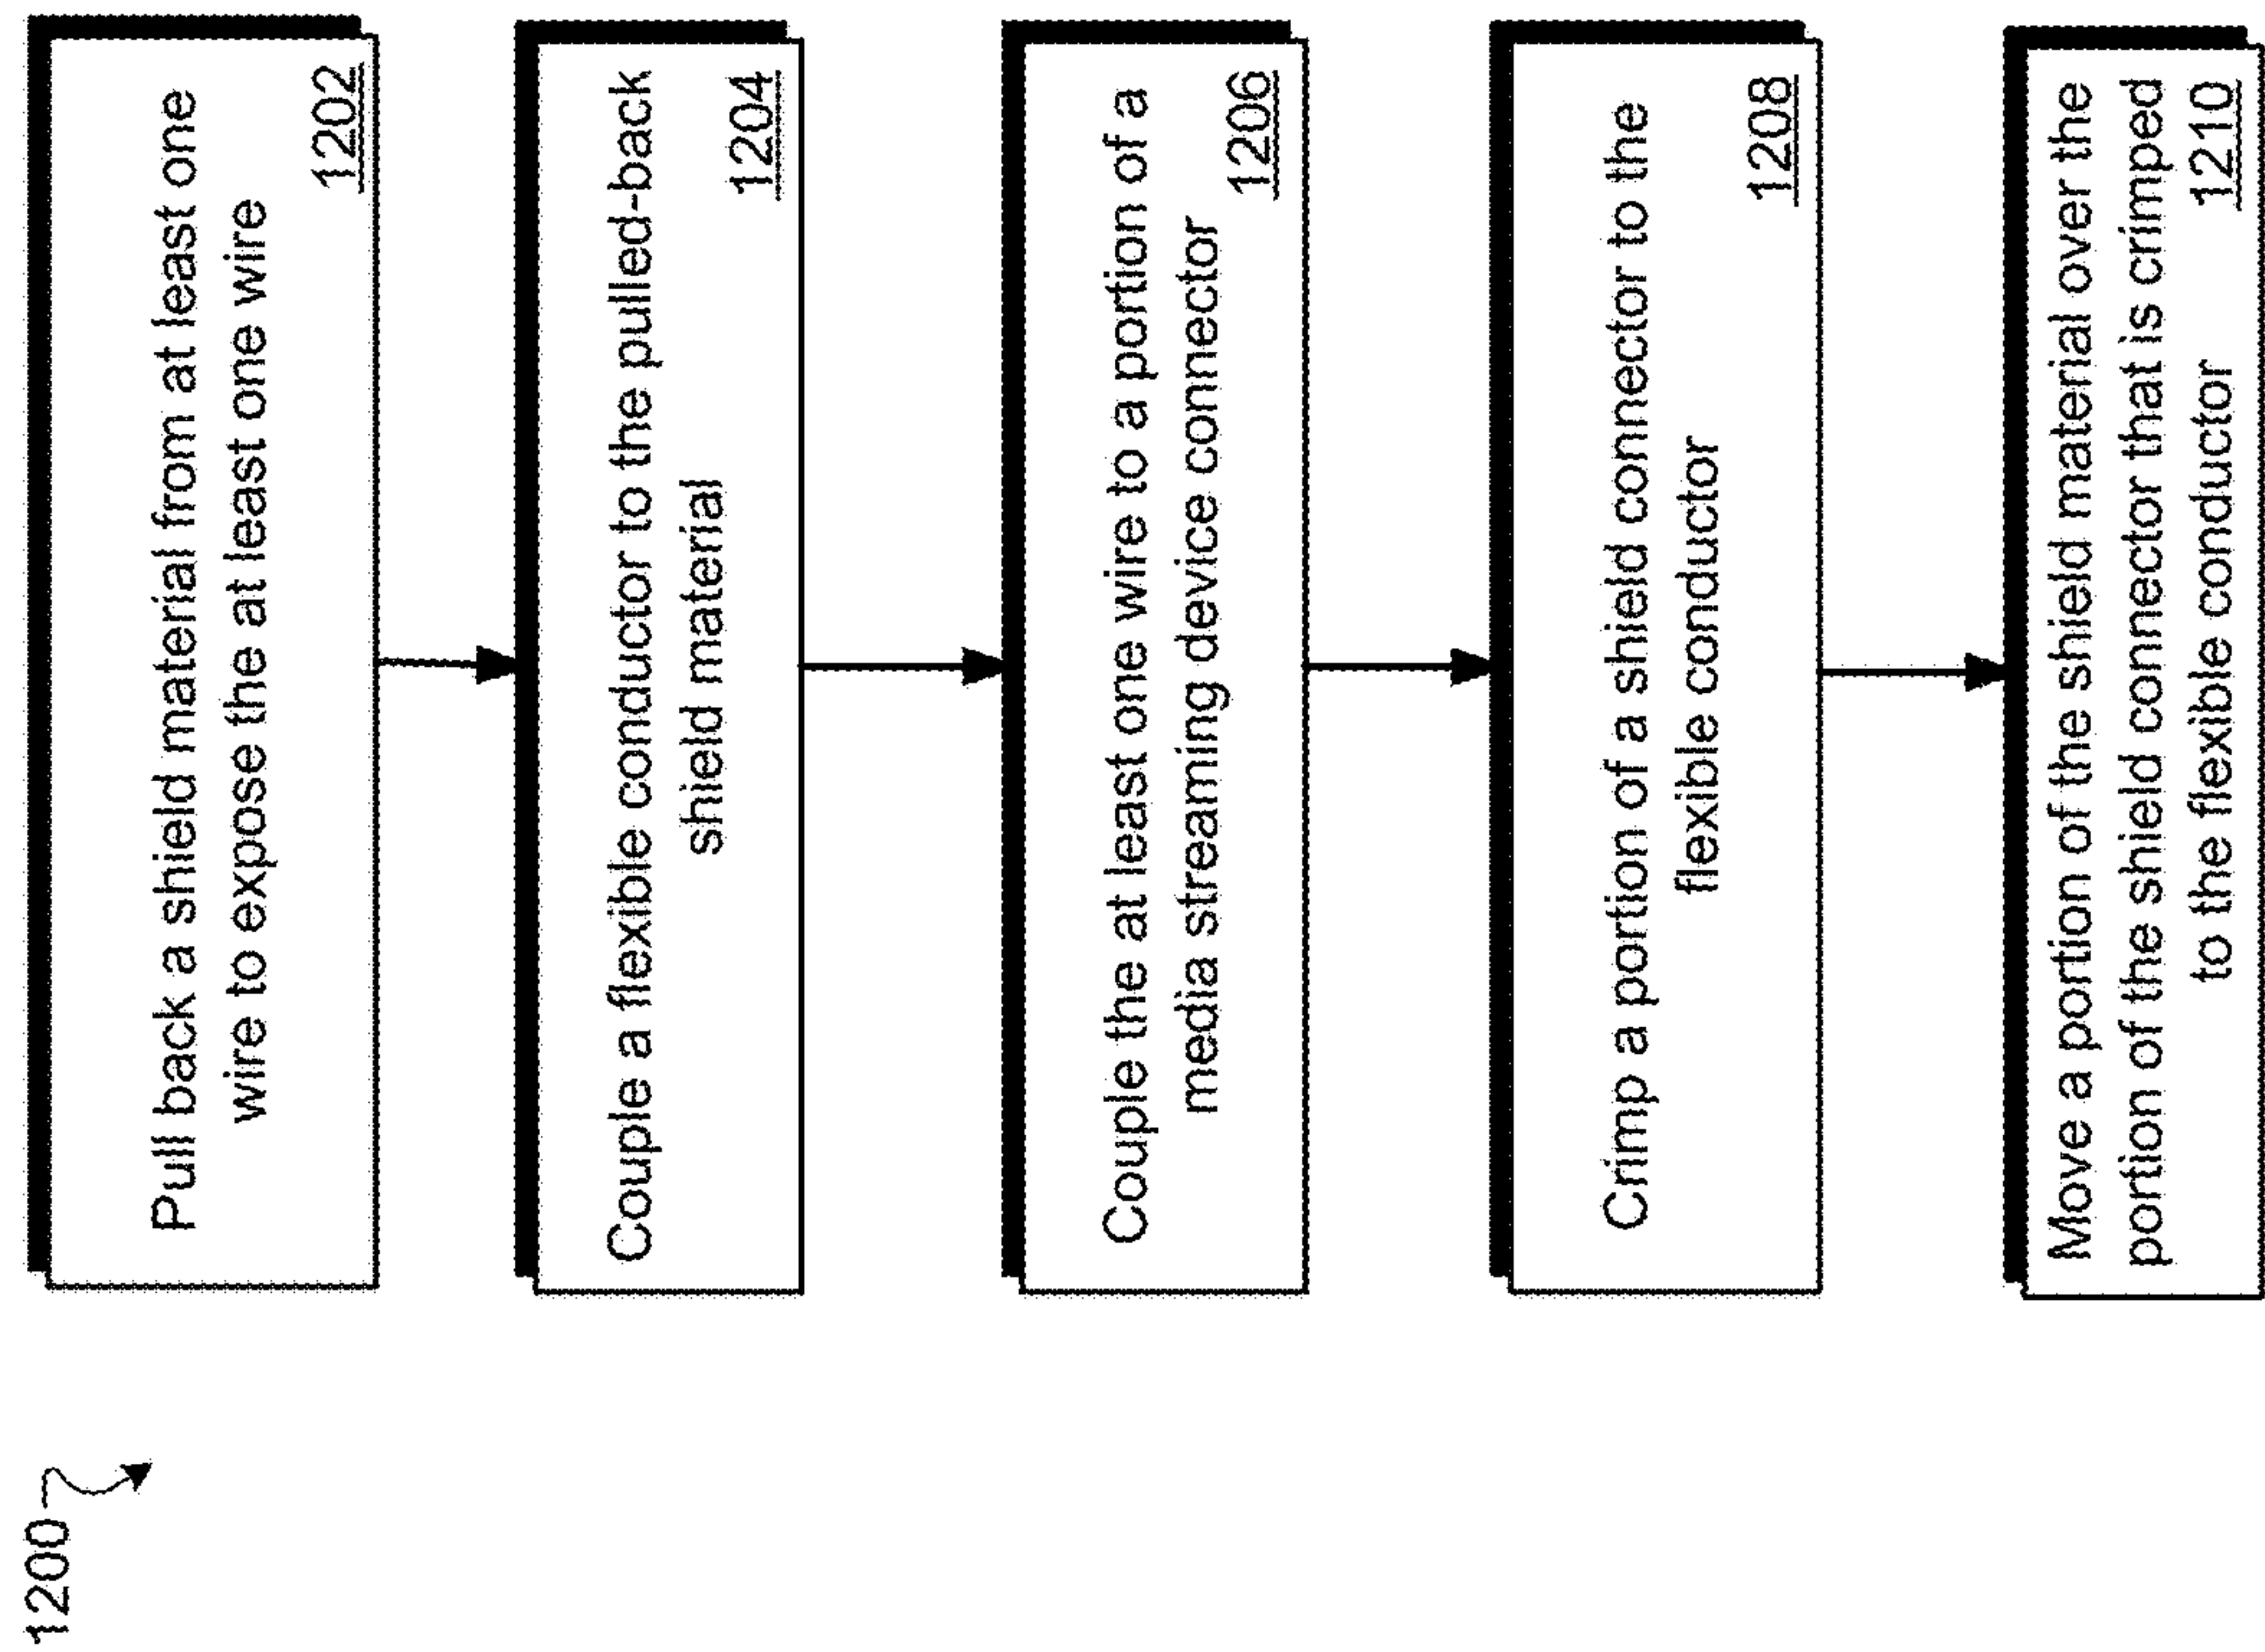 1200
Pull back a shield material from at least one
wire to expose the at least one wire
1202
Couple a flexible conductor to the pulled-back
shield material
1204
Couple the at least one wire to a portion of a
media streaming device connector
1206
Crimp a portion of a shield connector to the
flexible conductor
1208
Move a portion of the shield material over the
portion of the shield connector that is crimped
to the flexible conductor
1210